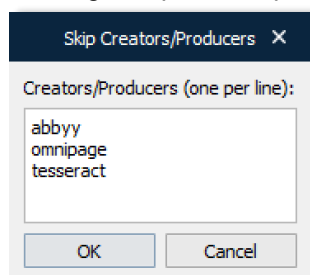 Skip Creators/Producers ×
Creators/Producers (one per line):
abbyy
omnipage
tesseract
OK Cancel